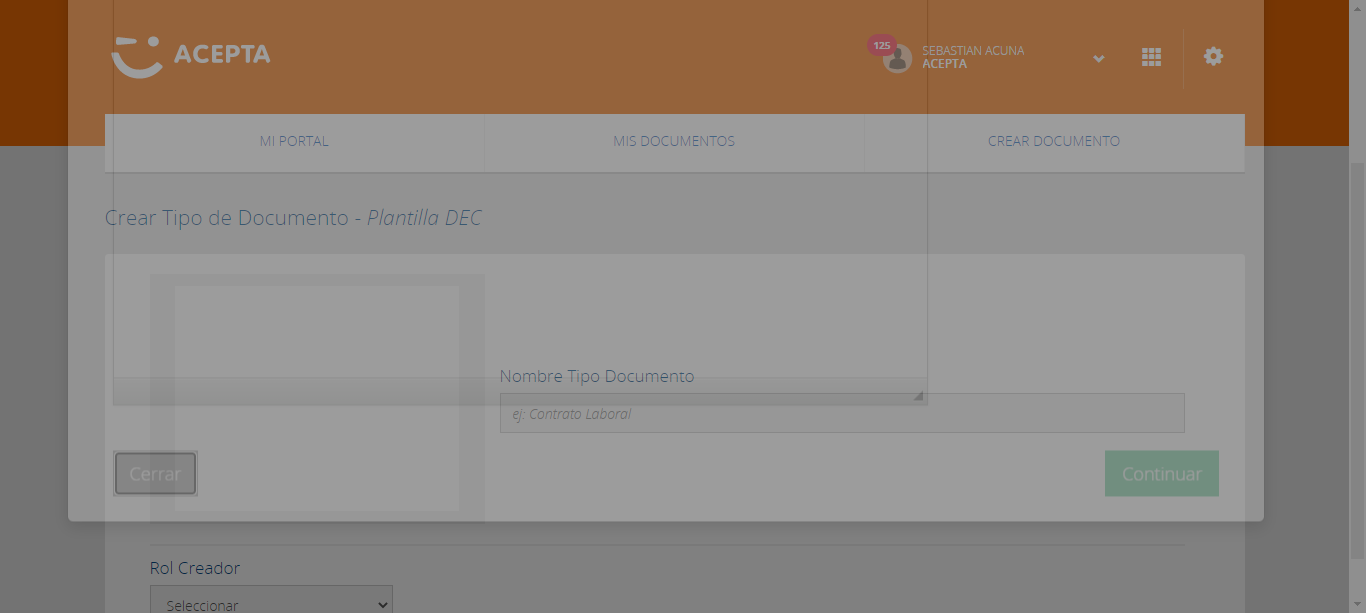 ACEPTA
125
SEBASTIAN ACUNA
ACEPTA
MI PORTAL
MIS DOCUMENTOS
CREAR DOCUMENTO
Crear Tipo de Documento - Plantilla DEC
Nombre Tipo Documento
ej: Contrato Laboral
Cerrar
Continuar
Rol Creador
Seleccionar